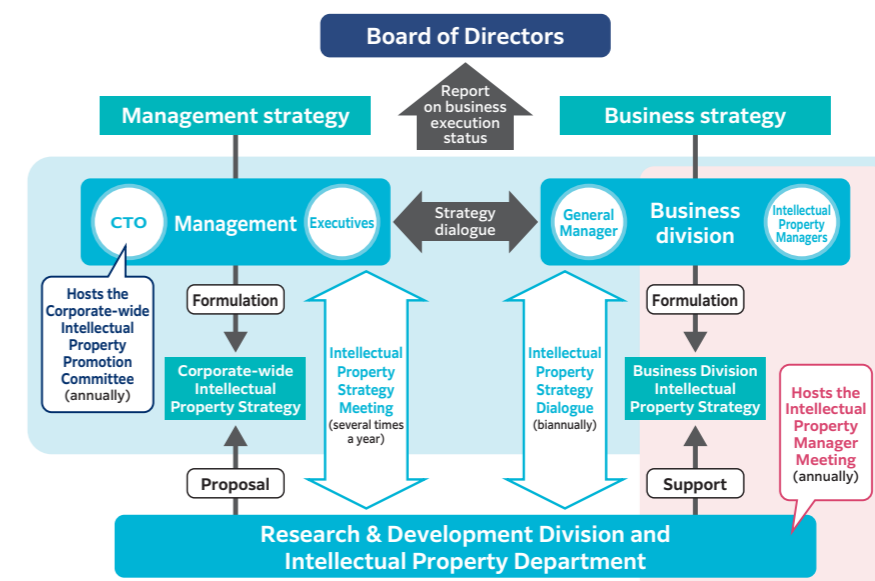 Board of Directors
Report
on business
execution
status
Management strategy
Business strategy
CTO
Management
Executives
Strategy
dialogue
General
Manager
Business
division
Intellectual
Property
Managers
Hosts the
Corporate-wide
Intellectual
Property
Promotion
Committee
(annually)
Formulation
Formulation
Corporate-wide
Intellectual
Property Strategy
Intellectual
Property
Strategy
Meeting
(several times
a year)
Intellectual
Property
Strategy
Dialogue
(biannually)
Business Division
Intellectual
Property Strategy
Hosts the
Intellectual
Property
Manager
Meeting
(annually)
Proposal
Support
Research & Development Division and
Intellectual Property Department